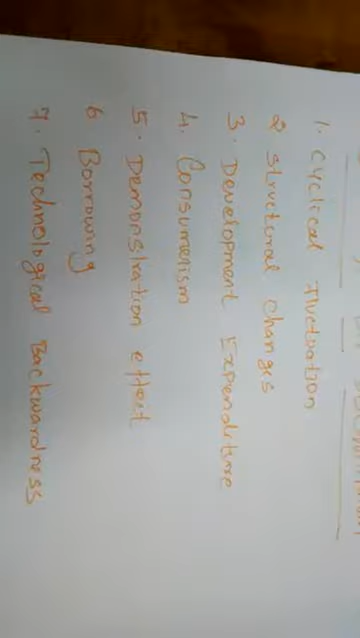 1. Cyclical Fluctuation
2 Structural Changes
3. Development Expenditure
4. Consumerism
5. Demonstration effect
6 Borrowing
7. Technological Backwardness